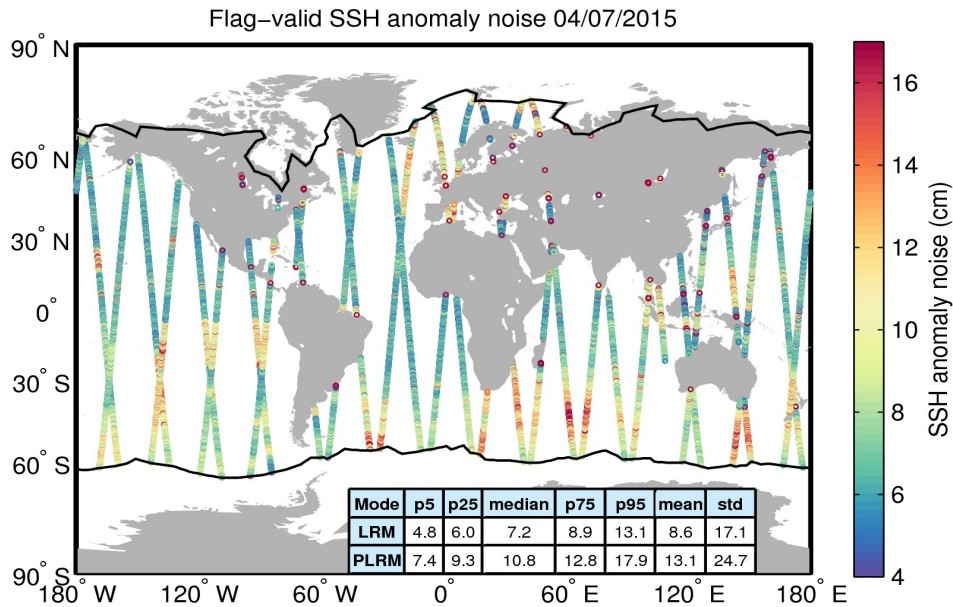 Flag−valid SSH anomaly noise 04/07/2015
90° N
60° N
30° N
0°
30° S
60° S
90° S
180° W
120° W
60° W
0°
60° E
120° E
180° E
16
14
12
10
8
6
4
SSH anomaly noise (cm)
Mode p5 p25 median p75 p95 mean std
LRM 4.8 6.0 7.2 8.9 13.1 8.6 17.1
PLRM 7.4 9.3 10.8 12.8 17.9 13.1 24.7